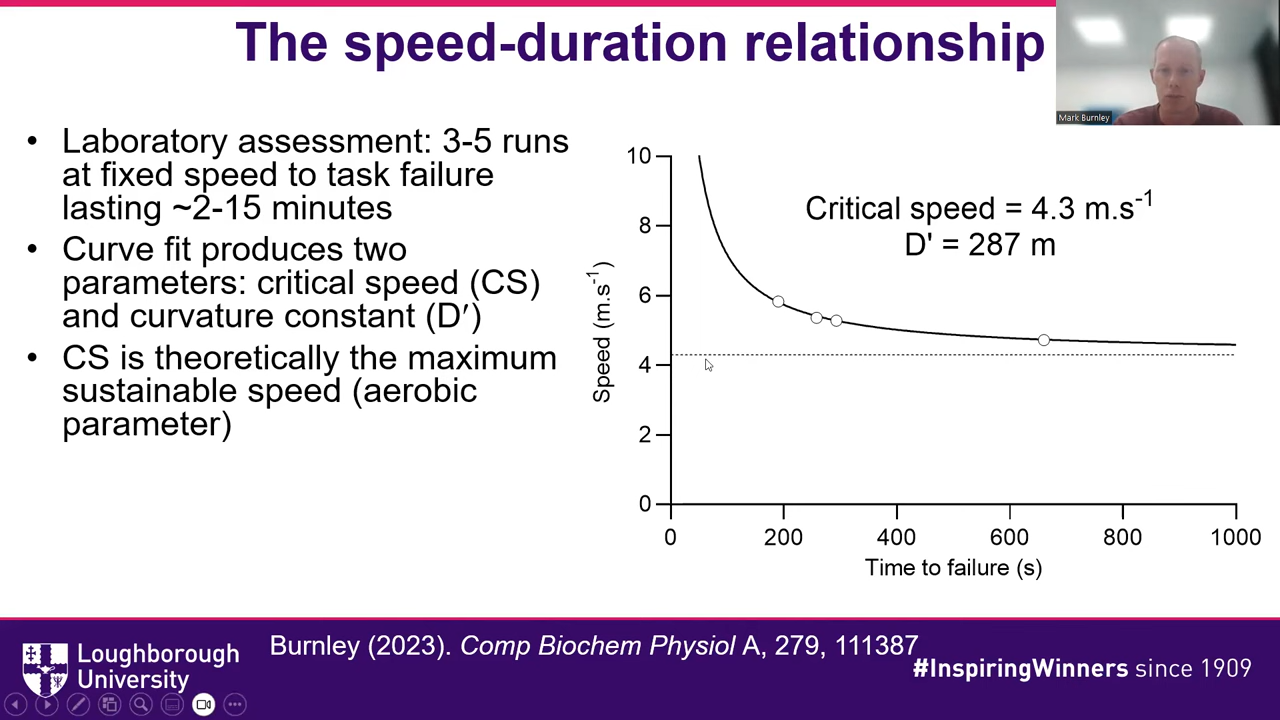 The speed-duration relationship
Mark Burnley
• Laboratory assessment: 3-5 runs
at fixed speed to task failure
lasting ~2-15 minutes
• Curve fit produces two
parameters: critical speed (CS)
and curvature constant (D′)
• CS is theoretically the maximum
sustainable speed (aerobic
parameter)
Critical speed = 4.3 m.s-1
D' = 287 m
Speed (m.s-1)
10
8
6
4
2
0
0 200 400 600 800 1000
Time to failure (s)
Burnley (2023). Comp Biochem Physiol A, 279, 111387
Loughborough
University
#InspiringWinners since 1909